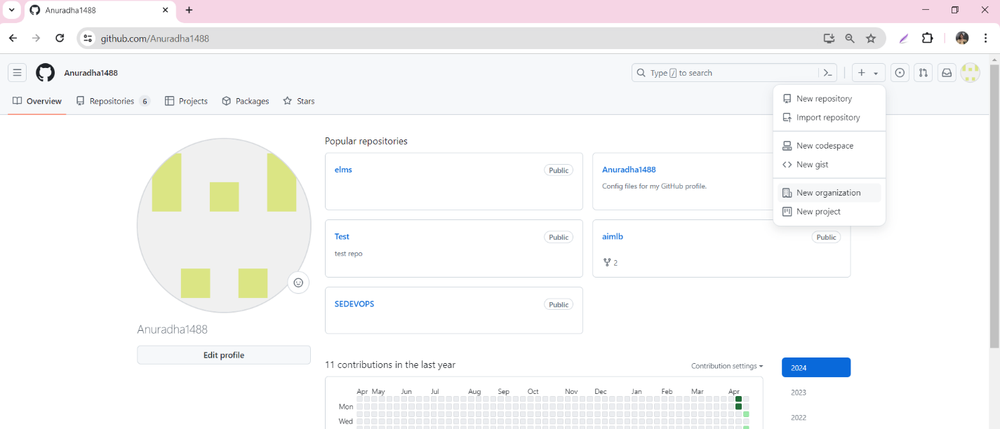 Anuradha1488
github.com/Anuradha1488
Anuradha1488
Type / to search
Overview
Repositories 6
Projects
Packages
Stars
New repository
Import repository
New codespace
New gist
New organization
New project
Popular repositories
elms
Public
Anuradha1488
Config files for my GitHub profile.
Test
Public
test repo
aimlb
Public
2
SEDEVOPS
Public
Anuradha1488
Edit profile
11 contributions in the last year
Contribution settings
2024
2023
2022
Apr May Jun Jul Aug Sep Oct Nov Dec Jan Feb Mar Apr
Mon
Wed